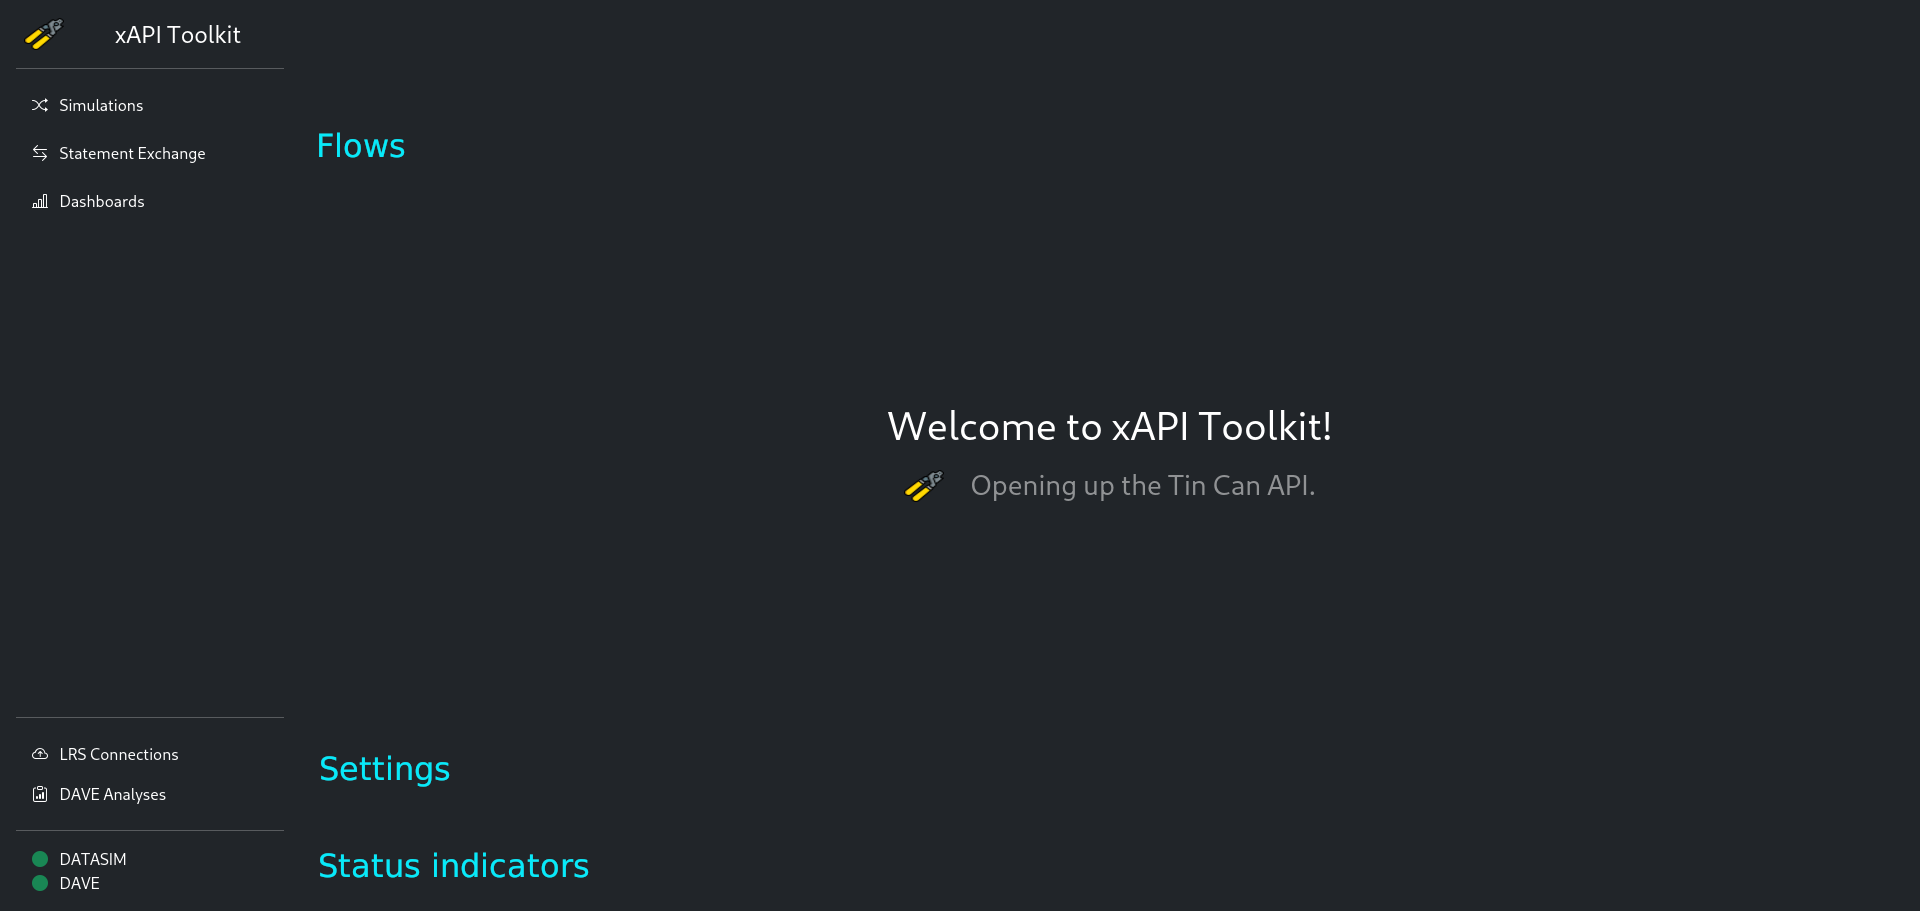 xAPI Toolkit
Simulations
Statement Exchange
Dashboards
Flows
Welcome to xAPI Toolkit!
Opening up the Tin Can API.
LRS Connections
DAVE Analyses
Settings
DATASIM
DAVE
Status indicators